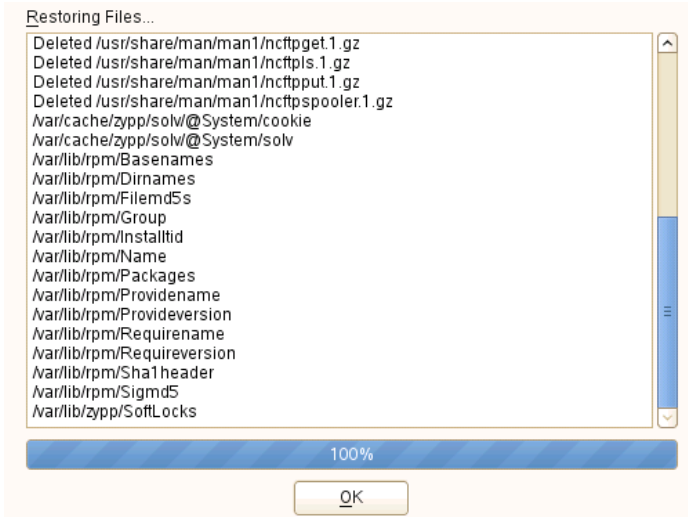 Restoring Files...
Deleted /usr/share/man/man1/ncftpget.1.gz
Deleted /usr/share/man/man1/ncftpls.1.gz
Deleted /usr/share/man/man1/ncftpput.1.gz
Deleted /usr/share/man/man1/ncftpspooler.1.gz
/var/cache/zypp/solv/@System/cookie
/var/cache/zypp/solv/@System/solv
/var/lib/rpm/Basenames
/var/lib/rpm/Dirnames
/var/lib/rpm/Filemd5s
/var/lib/rpm/Group
/var/lib/rpm/Installtid
/var/lib/rpm/Name
/var/lib/rpm/Packages
/var/lib/rpm/Providename
/var/lib/rpm/Provideversion
/var/lib/rpm/Requirename
/var/lib/rpm/Requireversion
/var/lib/rpm/Sha1header
/var/lib/rpm/Sigmd5
/var/lib/zypp/SoftLocks
100%
OK